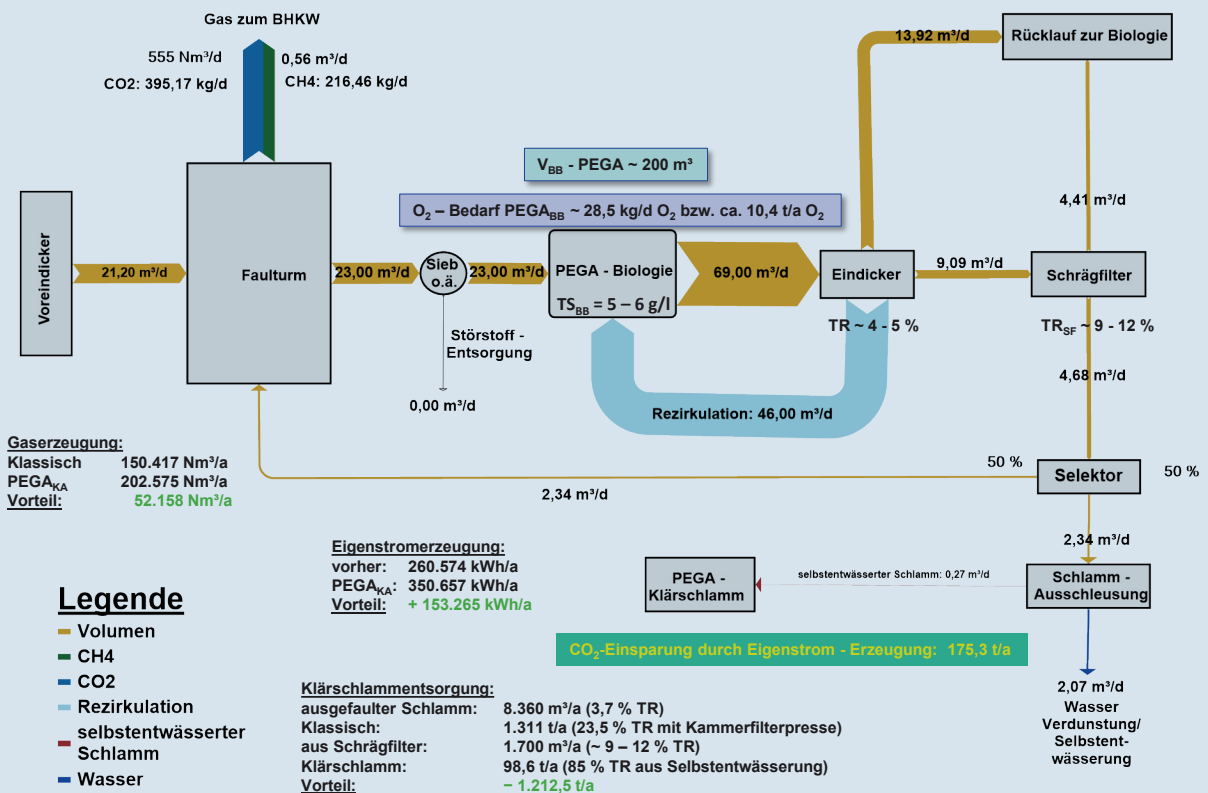 Gas zum BHKW
555 Nm³/d
0,56 m³/d
CO2: 395,17 kg/d
CH4: 216,46 kg/d
13,92 m³/d
Rücklauf zur Biologie
V_BB - PEGA ~ 200 m³
O₂ – Bedarf PEGA_BB ~ 28,5 kg/d O₂ bzw. ca. 10,4 t/a O₂
4,41 m³/d
Voreindicker
21,20 m³/d
Faulturm
23,00 m³/d
Sieb
o.ä.
23,00 m³/d
PEGA - Biologie
TS_BB = 5 – 6 g/l
69,00 m³/d
Eindicker
9,09 m³/d
Schrägfilter
TR ~ 4 - 5 %
TR_SF ~ 9 - 12 %
Störstoff -
Entsorgung
0,00 m³/d
4,68 m³/d
Rezirkulation: 46,00 m³/d
Gaserzeugung:
Klassisch 150.417 Nm³/a
PEGA_KA 202.575 Nm³/a
Vorteil: 52.158 Nm³/a
50 %
Selektor
50 %
2,34 m³/d
2,34 m³/d
Eigenstromerzeugung:
vorher: 260.574 kWh/a
PEGA_KA: 350.657 kWh/a
Vorteil: + 153.265 kWh/a
PEGA -
Klärschlamm
selbstentwässerter Schlamm: 0,27 m³/d
Schlamm -
Ausschleusung
CO₂-Einsparung durch Eigenstrom - Erzeugung: 175,3 t/a
2,07 m³/d
Wasser
Verdunstung/
Selbstent-
wässerung
Legende
Volumen
CH4
CO2
Rezirkulation
selbstentwässerter
Schlamm
Wasser
Klärschlammentsorgung:
ausgefaulter Schlamm: 8.360 m³/a (3,7 % TR)
Klassisch: 1.311 t/a (23,5 % TR mit Kammerfilterpresse)
aus Schrägfilter: 1.700 m³/a (~ 9 – 12 % TR)
Klärschlamm: 98,6 t/a (85 % TR aus Selbstentwässerung)
Vorteil: − 1.212,5 t/a